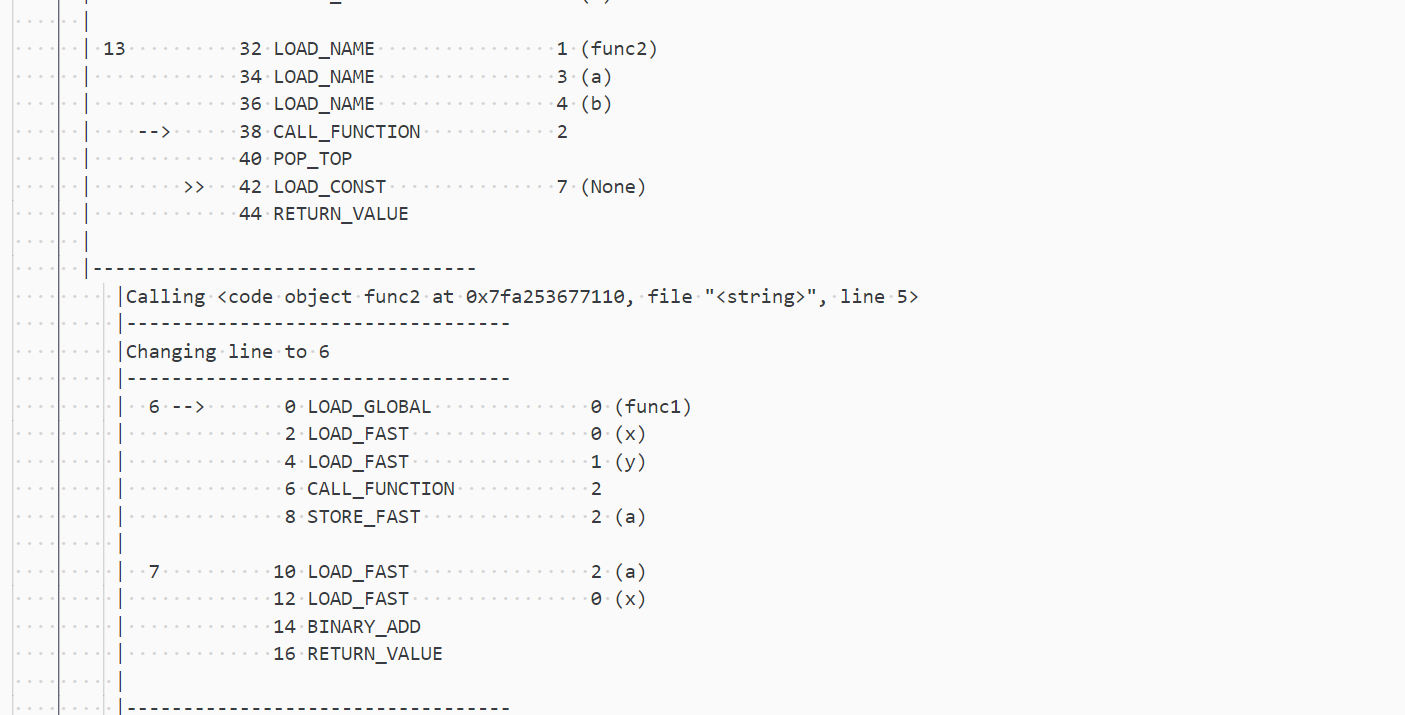 |
| 13          32 LOAD_NAME                1 (func2)
|             34 LOAD_NAME                3 (a)
|             36 LOAD_NAME                4 (b)
|    -->      38 CALL_FUNCTION            2
|             40 POP_TOP
|        >>   42 LOAD_CONST               7 (None)
|             44 RETURN_VALUE
|
|----------------------------------
|Calling <code object func2 at 0x7fa253677110, file "<string>", line 5>
|----------------------------------
|Changing line to 6
|----------------------------------
|  6 -->       0 LOAD_GLOBAL              0 (func1)
|              2 LOAD_FAST                0 (x)
|              4 LOAD_FAST                1 (y)
|              6 CALL_FUNCTION            2
|              8 STORE_FAST               2 (a)
|
|  7          10 LOAD_FAST                2 (a)
|             12 LOAD_FAST                0 (x)
|             14 BINARY_ADD
|             16 RETURN_VALUE
|
|----------------------------------